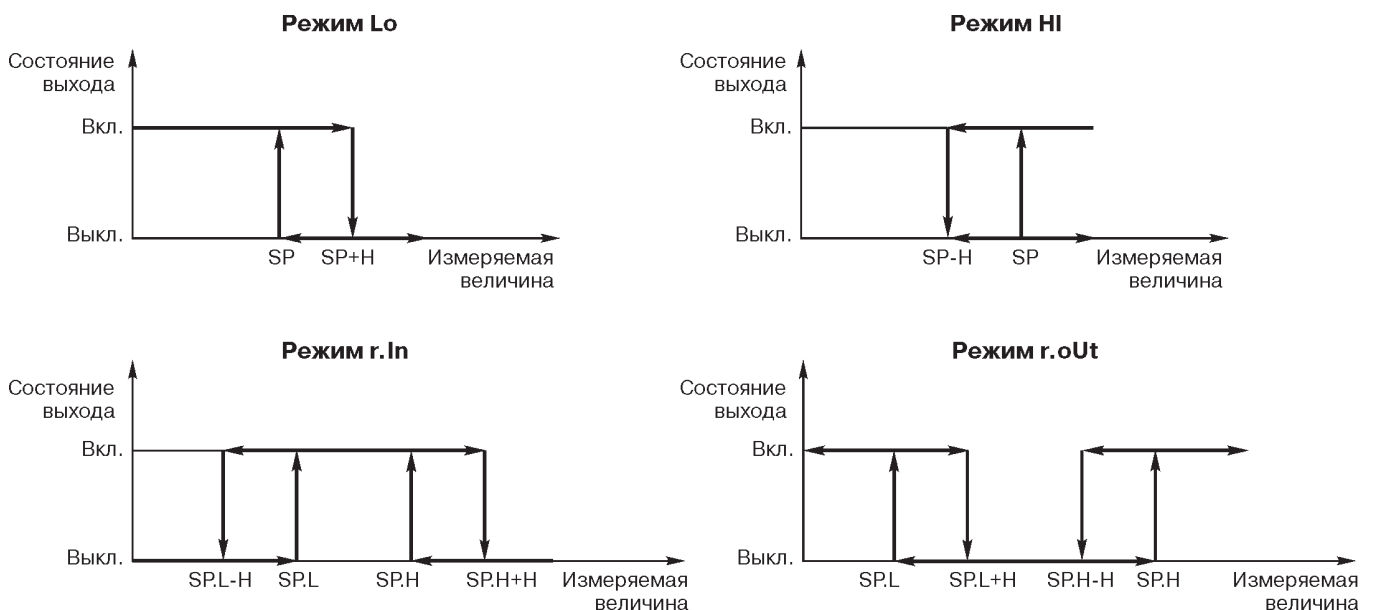 Режим Lo
Состояние
выхода
Вкл.
Выкл.
SP
SP+H
Измеряемая
величина
Режим HI
Состояние
выхода
Вкл.
Выкл.
SP-H
SP
Измеряемая
величина
Режим r.In
Состояние
выхода
Вкл.
Выкл.
SP.L-H
SP.L
SP.H
SP.H+H
Измеряемая
величина
Режим r.oUt
Состояние
выхода
Вкл.
Выкл.
SP.L
SP.L+H
SP.H-H
SP.H
Измеряемая
величина